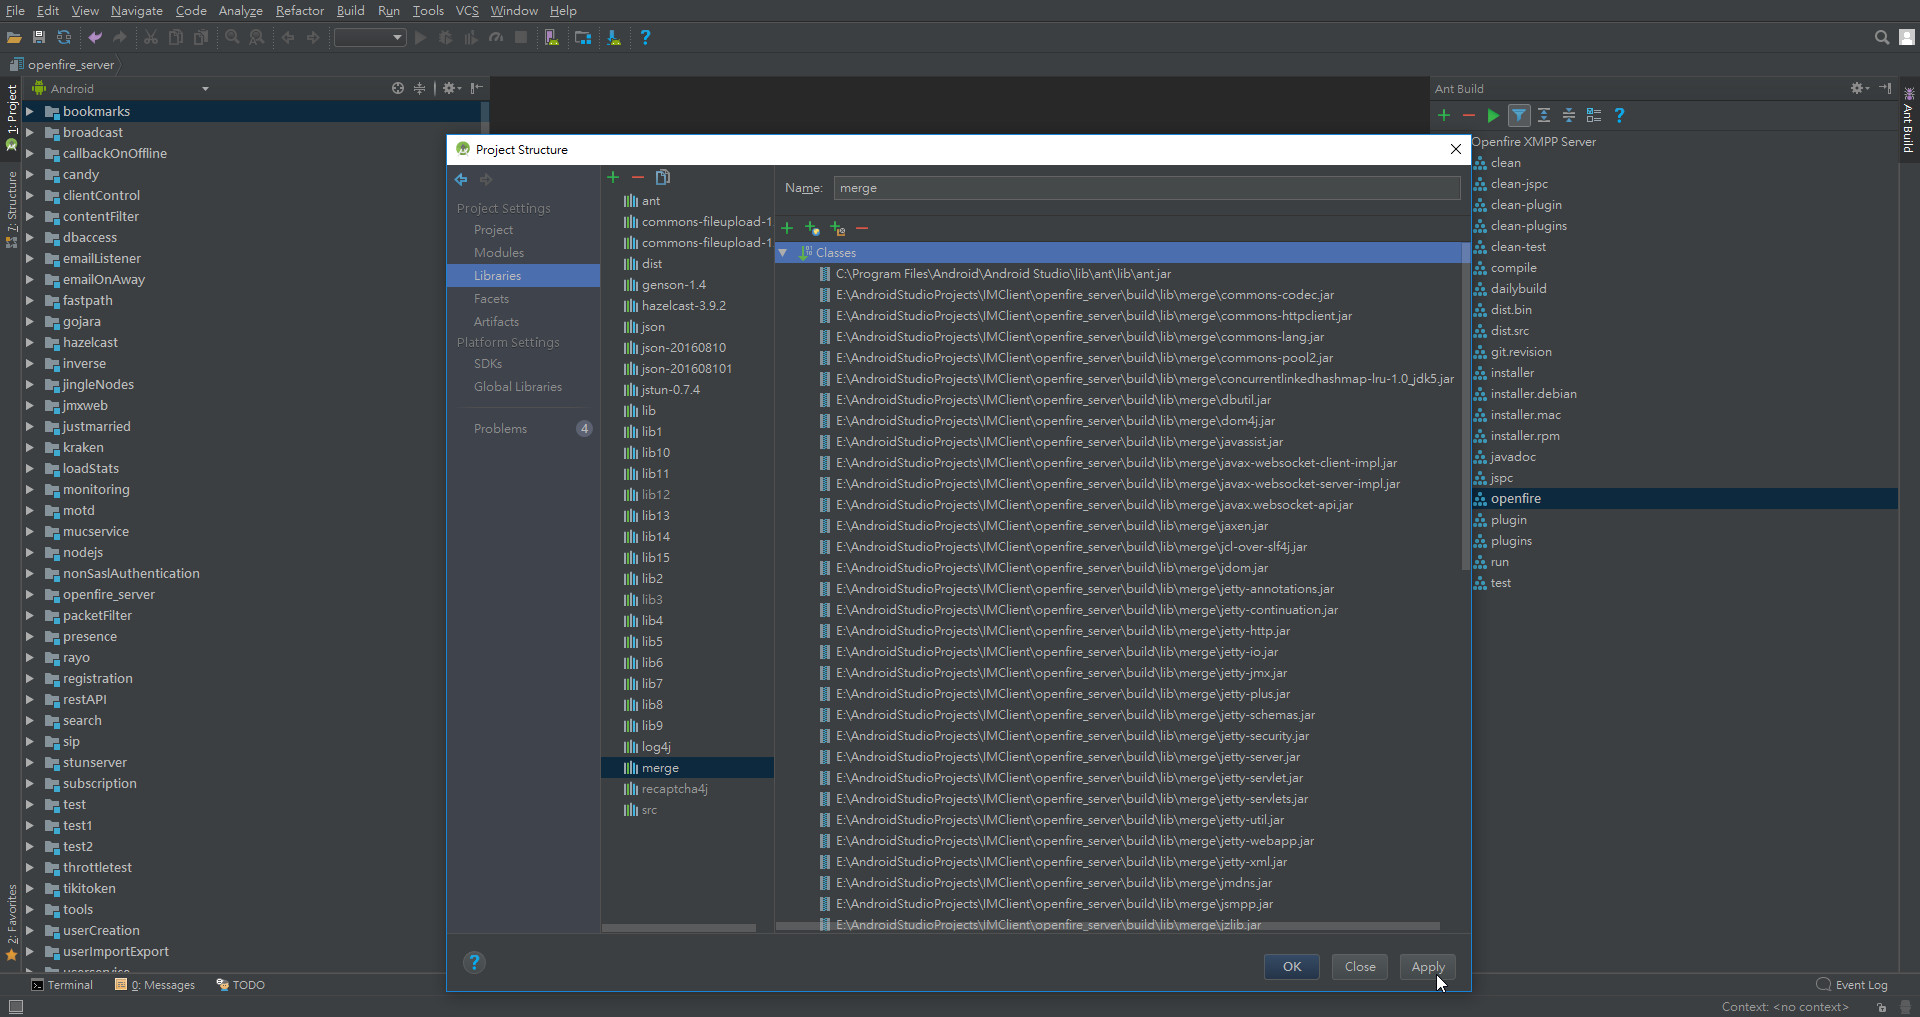 File Edit View Navigate Code Analyze Refactor Build Run Tools VCS Window Help
openfire_server
1: Project
7: Structure
2: Favorites
Android
bookmarks
broadcast
callbackOnOffline
candy
clientControl
contentFilter
dbaccess
emailListener
emailOnAway
fastpath
gojara
hazelcast
inverse
jingleNodes
jmxweb
justmarried
kraken
loadStats
monitoring
motd
mucservice
nodejs
nonSaslAuthentication
openfire_server
packetFilter
presence
rayo
registration
restAPI
search
sip
stunserver
subscription
test
test1
test2
throttletest
tikitoken
tools
userCreation
userImportExport
userservice
Project Structure
Project Settings
Project
Modules
Libraries
Facets
Artifacts
Platform Settings
SDKs
Global Libraries
Problems 4
ant
commons-fileupload-1
commons-fileupload-1
dist
genson-1.4
hazelcast-3.9.2
json
json-20160810
json-201608101
jstun-0.7.4
lib
lib1
lib10
lib11
lib12
lib13
lib14
lib15
lib2
lib3
lib4
lib5
lib6
lib7
lib8
lib9
log4j
merge
recaptcha4j
src
Name: merge
Classes
C:\Program Files\Android\Android Studio\lib\ant\lib\ant.jar
E:\AndroidStudioProjects\IMClient\openfire_server\build\lib\merge\commons-codec.jar
E:\AndroidStudioProjects\IMClient\openfire_server\build\lib\merge\commons-httpclient.jar
E:\AndroidStudioProjects\IMClient\openfire_server\build\lib\merge\commons-lang.jar
E:\AndroidStudioProjects\IMClient\openfire_server\build\lib\merge\commons-pool2.jar
E:\AndroidStudioProjects\IMClient\openfire_server\build\lib\merge\concurrentlinkedhashmap-lru-1.0_jdk5.jar
E:\AndroidStudioProjects\IMClient\openfire_server\build\lib\merge\dbutil.jar
E:\AndroidStudioProjects\IMClient\openfire_server\build\lib\merge\dom4j.jar
E:\AndroidStudioProjects\IMClient\openfire_server\build\lib\merge\javassist.jar
E:\AndroidStudioProjects\IMClient\openfire_server\build\lib\merge\javax-websocket-client-impl.jar
E:\AndroidStudioProjects\IMClient\openfire_server\build\lib\merge\javax-websocket-server-impl.jar
E:\AndroidStudioProjects\IMClient\openfire_server\build\lib\merge\javax.websocket-api.jar
E:\AndroidStudioProjects\IMClient\openfire_server\build\lib\merge\jaxen.jar
E:\AndroidStudioProjects\IMClient\openfire_server\build\lib\merge\jcl-over-slf4j.jar
E:\AndroidStudioProjects\IMClient\openfire_server\build\lib\merge\jdom.jar
E:\AndroidStudioProjects\IMClient\openfire_server\build\lib\merge\jetty-annotations.jar
E:\AndroidStudioProjects\IMClient\openfire_server\build\lib\merge\jetty-continuation.jar
E:\AndroidStudioProjects\IMClient\openfire_server\build\lib\merge\jetty-http.jar
E:\AndroidStudioProjects\IMClient\openfire_server\build\lib\merge\jetty-io.jar
E:\AndroidStudioProjects\IMClient\openfire_server\build\lib\merge\jetty-jmx.jar
E:\AndroidStudioProjects\IMClient\openfire_server\build\lib\merge\jetty-plus.jar
E:\AndroidStudioProjects\IMClient\openfire_server\build\lib\merge\jetty-schemas.jar
E:\AndroidStudioProjects\IMClient\openfire_server\build\lib\merge\jetty-security.jar
E:\AndroidStudioProjects\IMClient\openfire_server\build\lib\merge\jetty-server.jar
E:\AndroidStudioProjects\IMClient\openfire_server\build\lib\merge\jetty-servlet.jar
E:\AndroidStudioProjects\IMClient\openfire_server\build\lib\merge\jetty-servlets.jar
E:\AndroidStudioProjects\IMClient\openfire_server\build\lib\merge\jetty-util.jar
E:\AndroidStudioProjects\IMClient\openfire_server\build\lib\merge\jetty-webapp.jar
E:\AndroidStudioProjects\IMClient\openfire_server\build\lib\merge\jetty-xml.jar
E:\AndroidStudioProjects\IMClient\openfire_server\build\lib\merge\jmdns.jar
E:\AndroidStudioProjects\IMClient\openfire_server\build\lib\merge\jsmpp.jar
E:\AndroidStudioProjects\IMClient\openfire_server\build\lib\merge\jzlib.jar
OK Close Apply
Ant Build
Openfire XMPP Server
clean
clean-jspc
clean-plugin
clean-plugins
clean-test
compile
dailybuild
dist.bin
dist.src
git.revision
installer
installer.debian
installer.mac
installer.rpm
javadoc
jspc
openfire
plugin
plugins
run
test
Ant Build
Terminal 0: Messages TODO Event Log
Context: <no context>